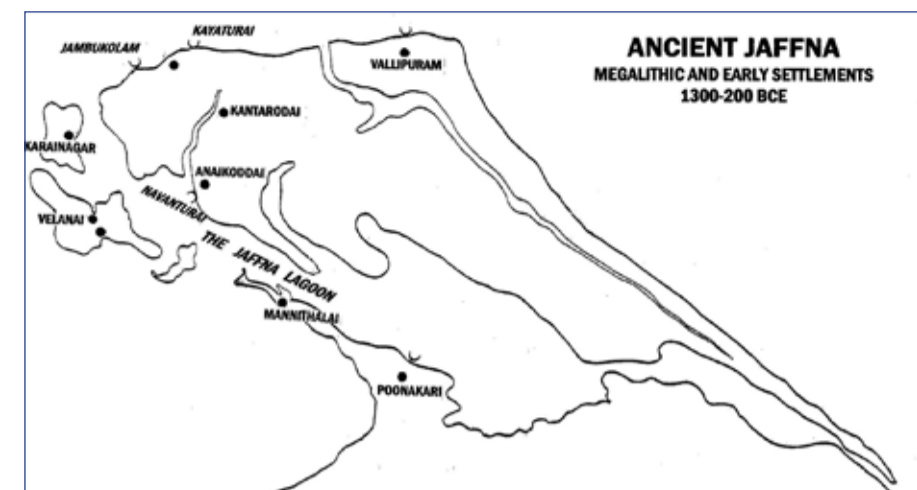 ANCIENT JAFFNA
MEGALITHIC AND EARLY SETTLEMENTS
1300-200 BCE
KAYATURAI
JAMBUKOLAM
VALLIPURAM
KANTARODAI
KARAINAGAR
ANAIKODDAI
NAVANTURAI
VELANAI
THE JAFFNA LAGOON
MANNITHALAI
POONAKARI